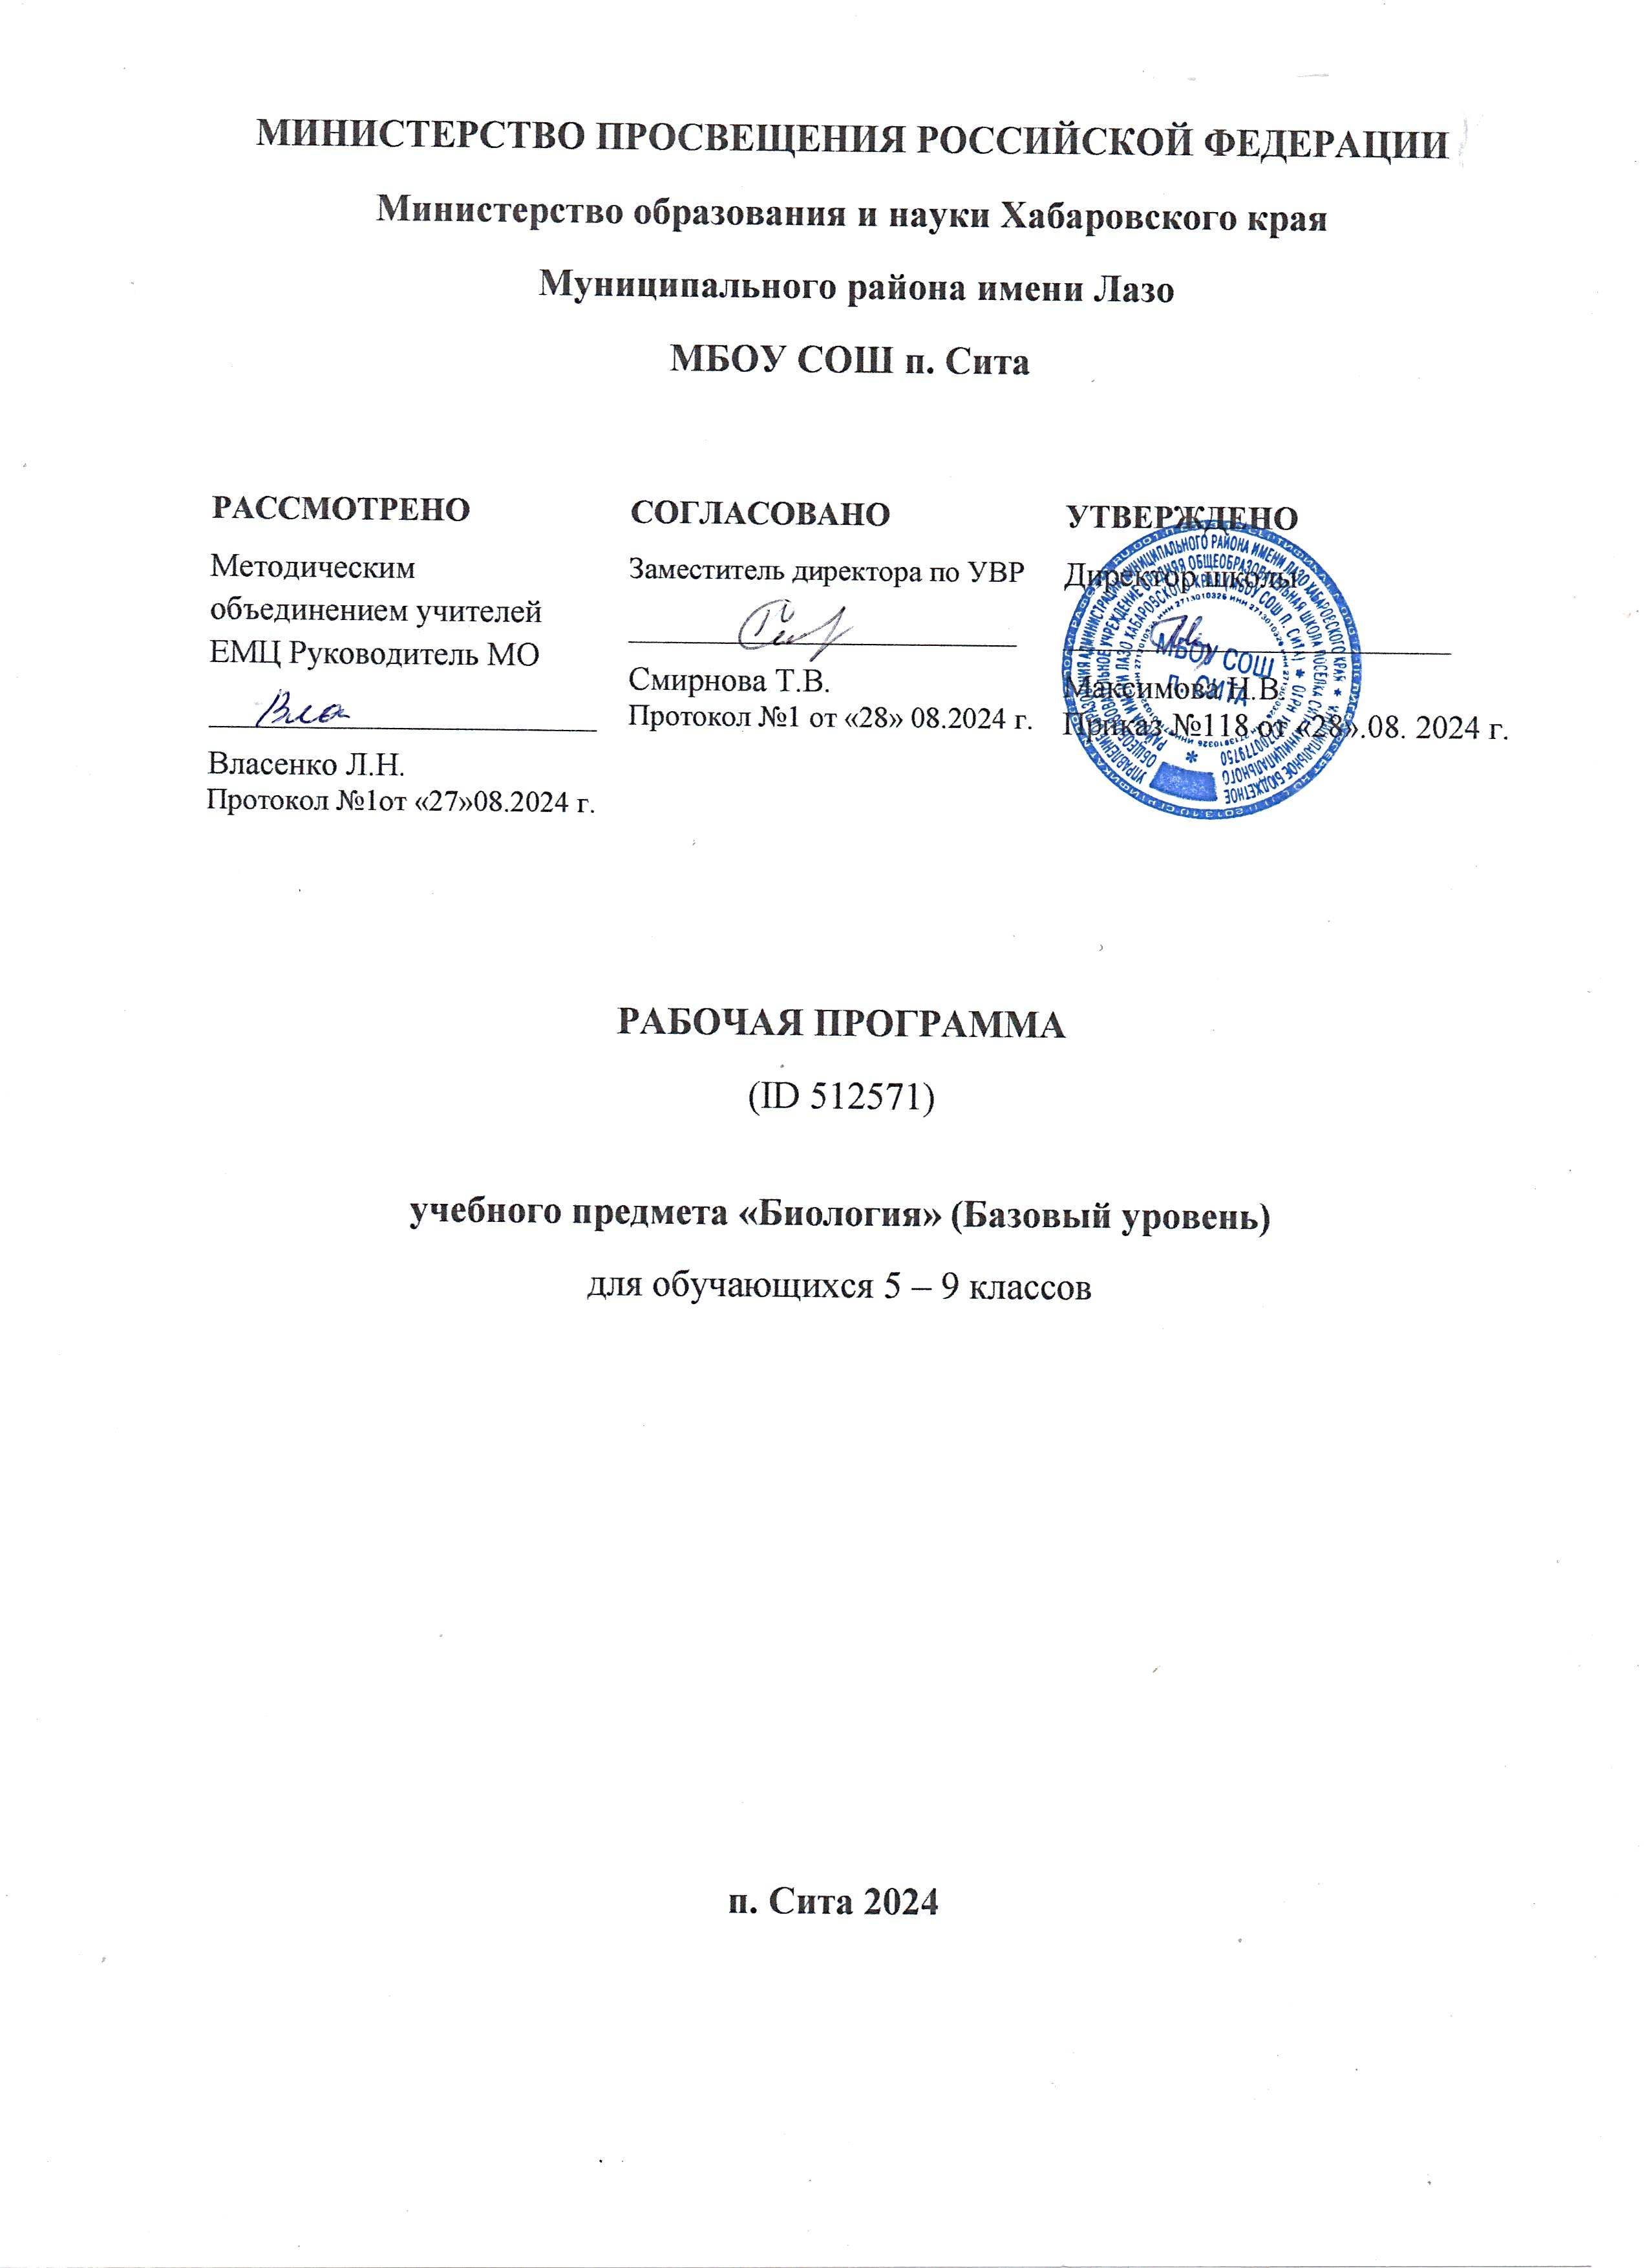 МИНИСТЕРСТВО ПРОСВЕЩЕНИЯ РОССИЙСКОЙ ФЕДЕРАЦИИ
Министерство образования и науки Хабаровского края
Муниципального района имени Лазо
МБОУ СОШ п. Сита
РАССМОТРЕНО
Методическим
объединением учителей
ЕМЦ Руководитель МО
Власенко Л.Н.
Протокол №1от «27»08.2024 г.
СОГЛАСОВАНО
Заместитель директора по УВР
Смирнова Т.В.
Протокол №1 от «28» 08.2024 г.
УТВЕРЖДЕНО
Директор школы
Максимова Н.В.
Приказ №118 от «28».08. 2024 г.
МБОУ СОШ
п. СИТА
РАБОЧАЯ ПРОГРАММА
(ID 512571)
учебного предмета «Биология» (Базовый уровень)
для обучающихся 5 – 9 классов
п. Сита 2024